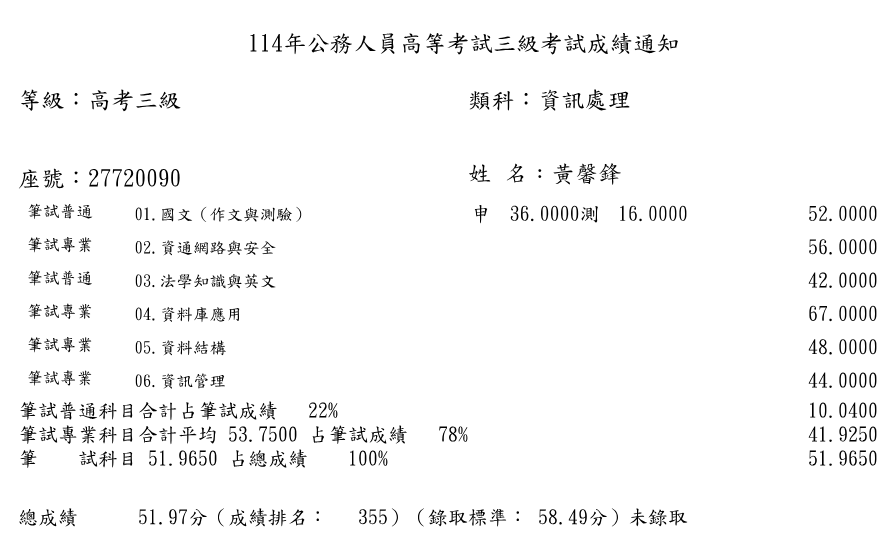 114年公務人員高等考試三級考試成績通知
等級：高考三級 類科：資訊處理
座號：27720090 姓 名：黃馨鋒
筆試普通 01.國文（作文與測驗） 申 36.0000測 16.0000 52.0000
筆試專業 02.資通網路與安全 56.0000
筆試普通 03.法學知識與英文 42.0000
筆試專業 04.資料庫應用 67.0000
筆試專業 05.資料結構 48.0000
筆試專業 06.資訊管理 44.0000
筆試普通科目合計占筆試成績 22% 10.0400
筆試專業科目合計平均 53.7500 占筆試成績 78% 41.9250
筆 試科目 51.9650 占總成績 100% 51.9650
總成績 51.97分（成績排名： 355）（錄取標準： 58.49分）未錄取